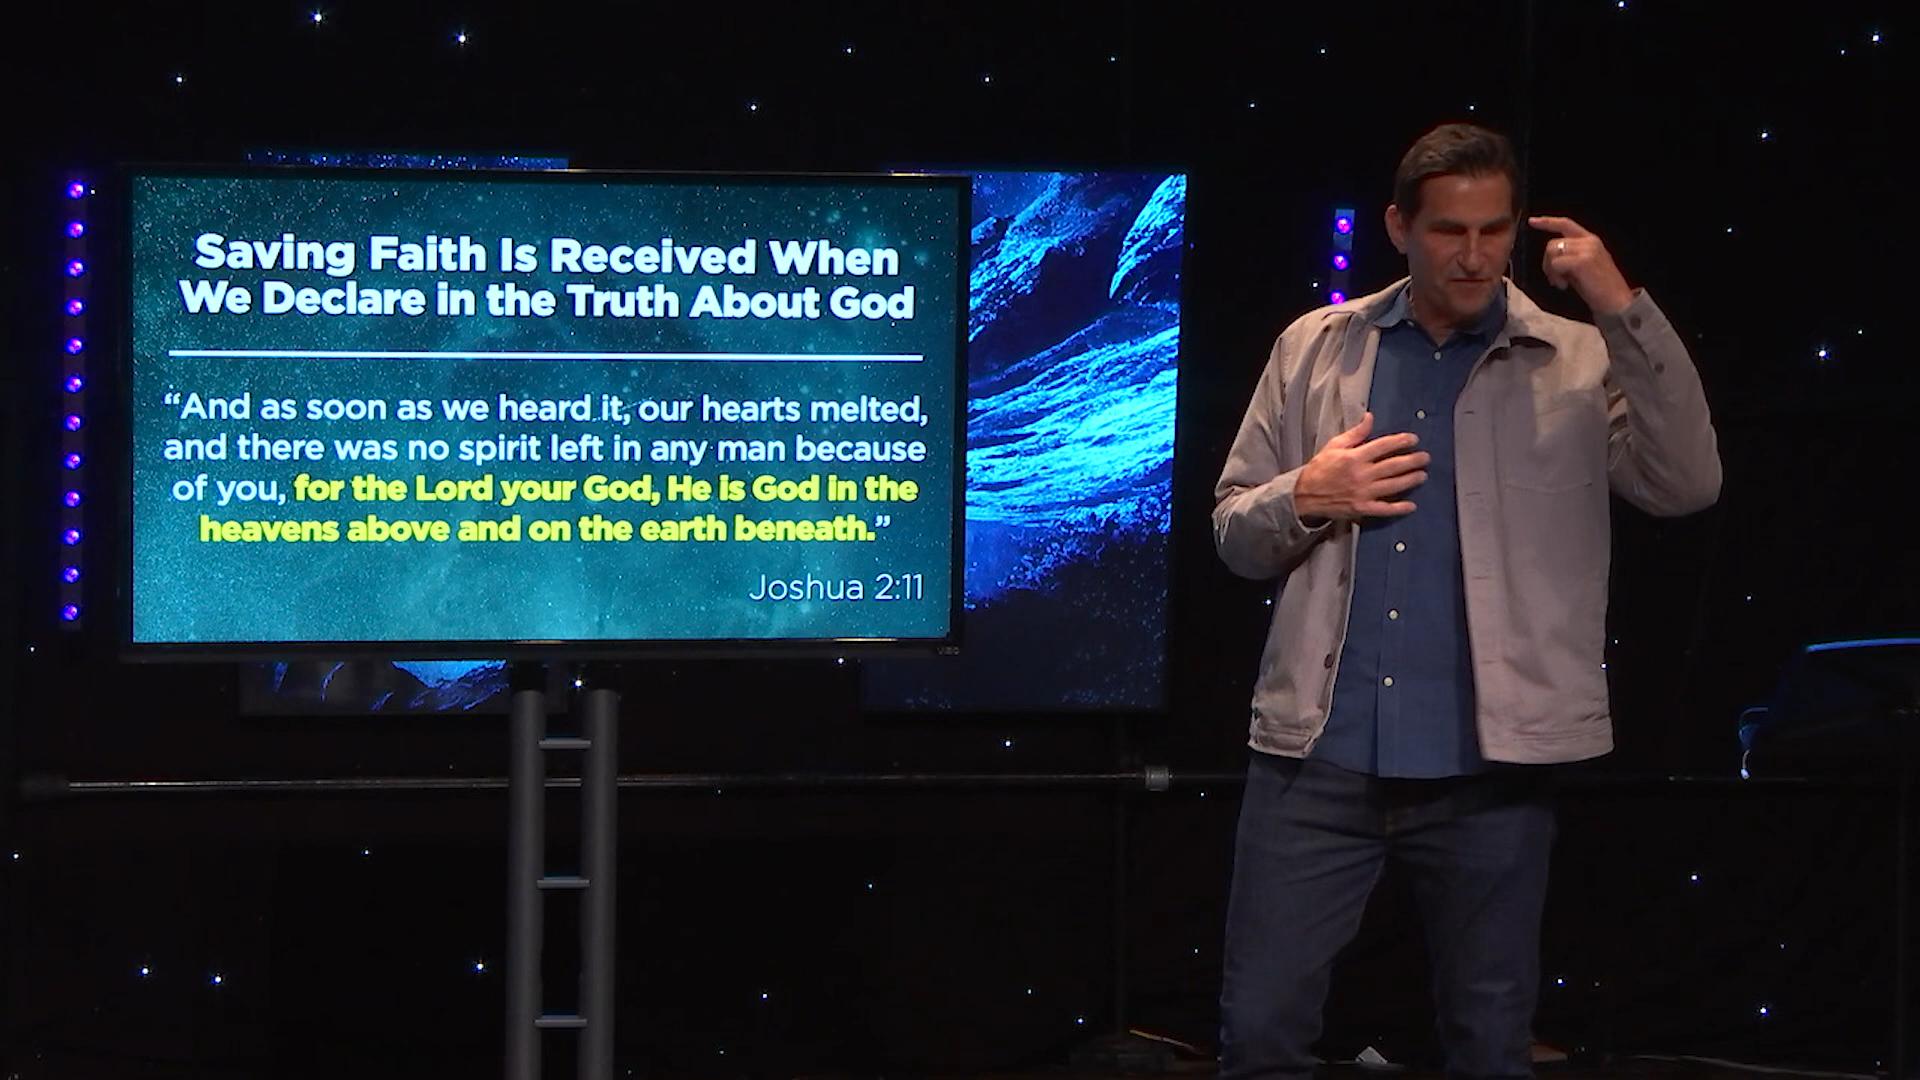 Saving Faith Is Received When
We Declare in the Truth About God
“And as soon as we heard it, our hearts melted,
and there was no spirit left in any man because
of you, for the Lord your God, He is God in the
heavens above and on the earth beneath.”
Joshua 2:11
VIZIO